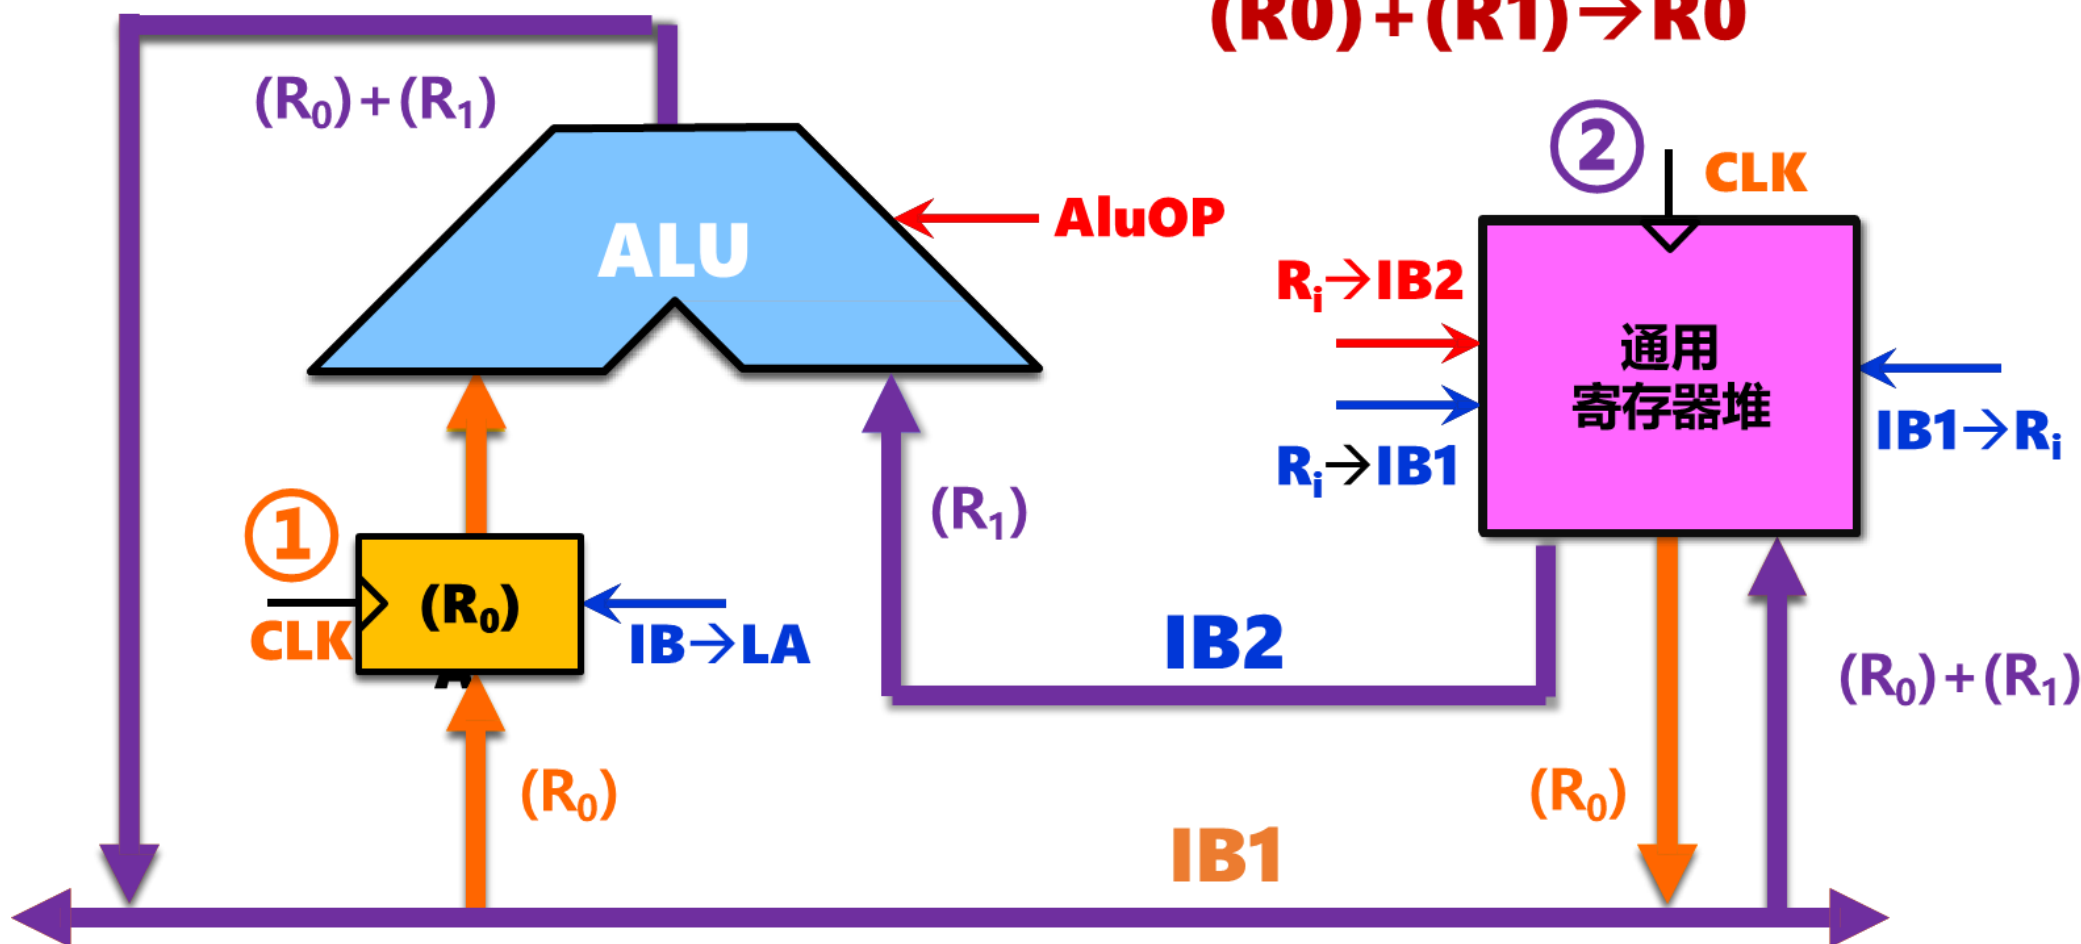 (R0)+(R1)→R0
(R₀)+(R₁)
②
CLK
AluOP
ALU
Rᵢ→IB2
通用
寄存器堆
IB1→Rᵢ
Rᵢ→IB1
(R₁)
①
(R₀)
CLK
IB→LA
IB2
(R₀)+(R₁)
(R₀)
(R₀)
IB1